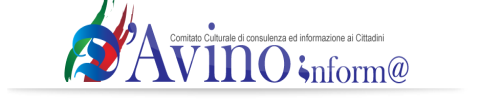 Comitato Culturale di consulenza ed informazione ai Cittadini
D'Avino inform@